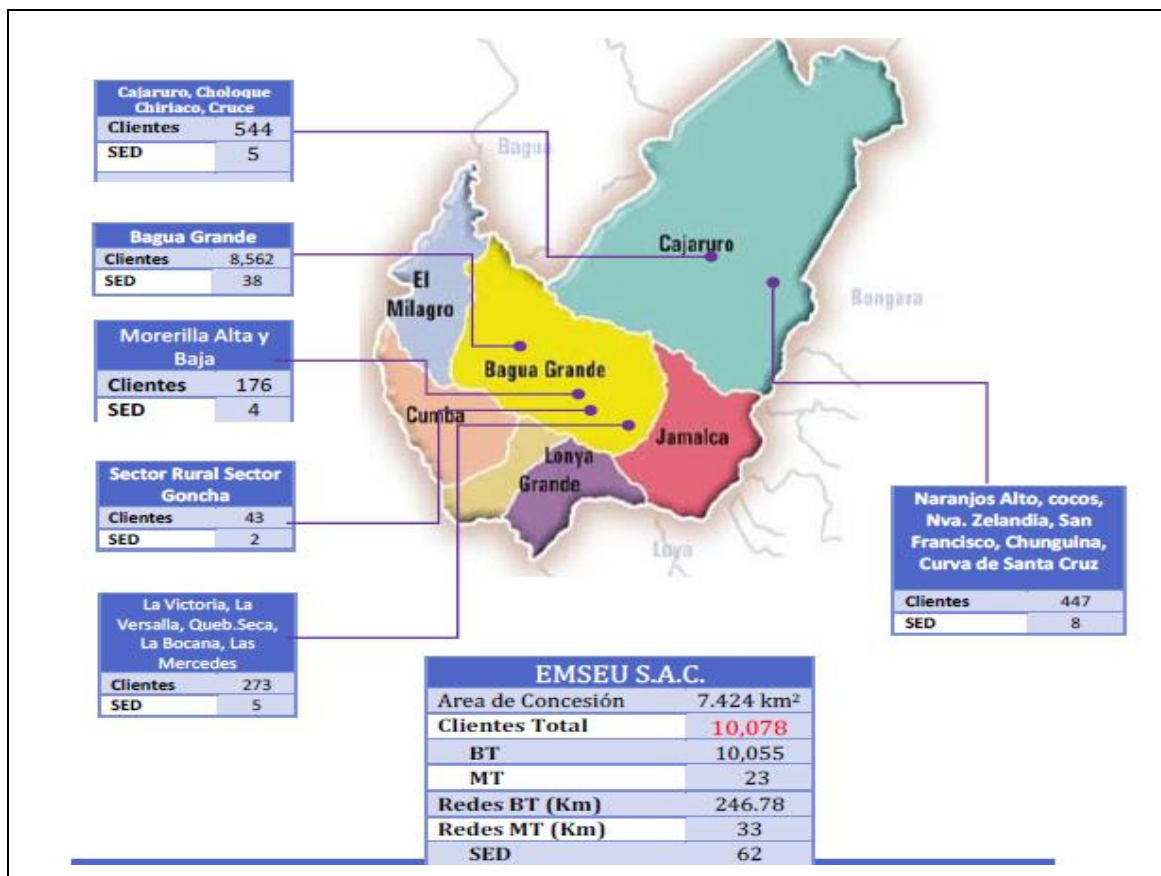 Cajaruro, Choloque
Chiriaco, Cruce
Clientes 544
SED 5
Bagua Grande
Clientes 8,562
SED 38
Morerilla Alta y
Baja
Clientes 176
SED 4
Sector Rural Sector
Goncha
Clientes 43
SED 2
La Victoria, La
Versalla, Queb.Seca,
La Bocana, Las
Mercedes
Clientes 273
SED 5
Bagua
Cajaruro
El
Milagro
Bongara
Bagua Grande
Cumba
Jamalca
Lonya
Grande
Luya
Naranjos Alto, cocos,
Nva. Zelandia, San
Francisco, Chunguina,
Curva de Santa Cruz
Clientes 447
SED 8
EMSEU S.A.C.
Area de Concesión 7.424 km²
Clientes Total 10,078
BT 10,055
MT 23
Redes BT (Km) 246.78
Redes MT (Km) 33
SED 62